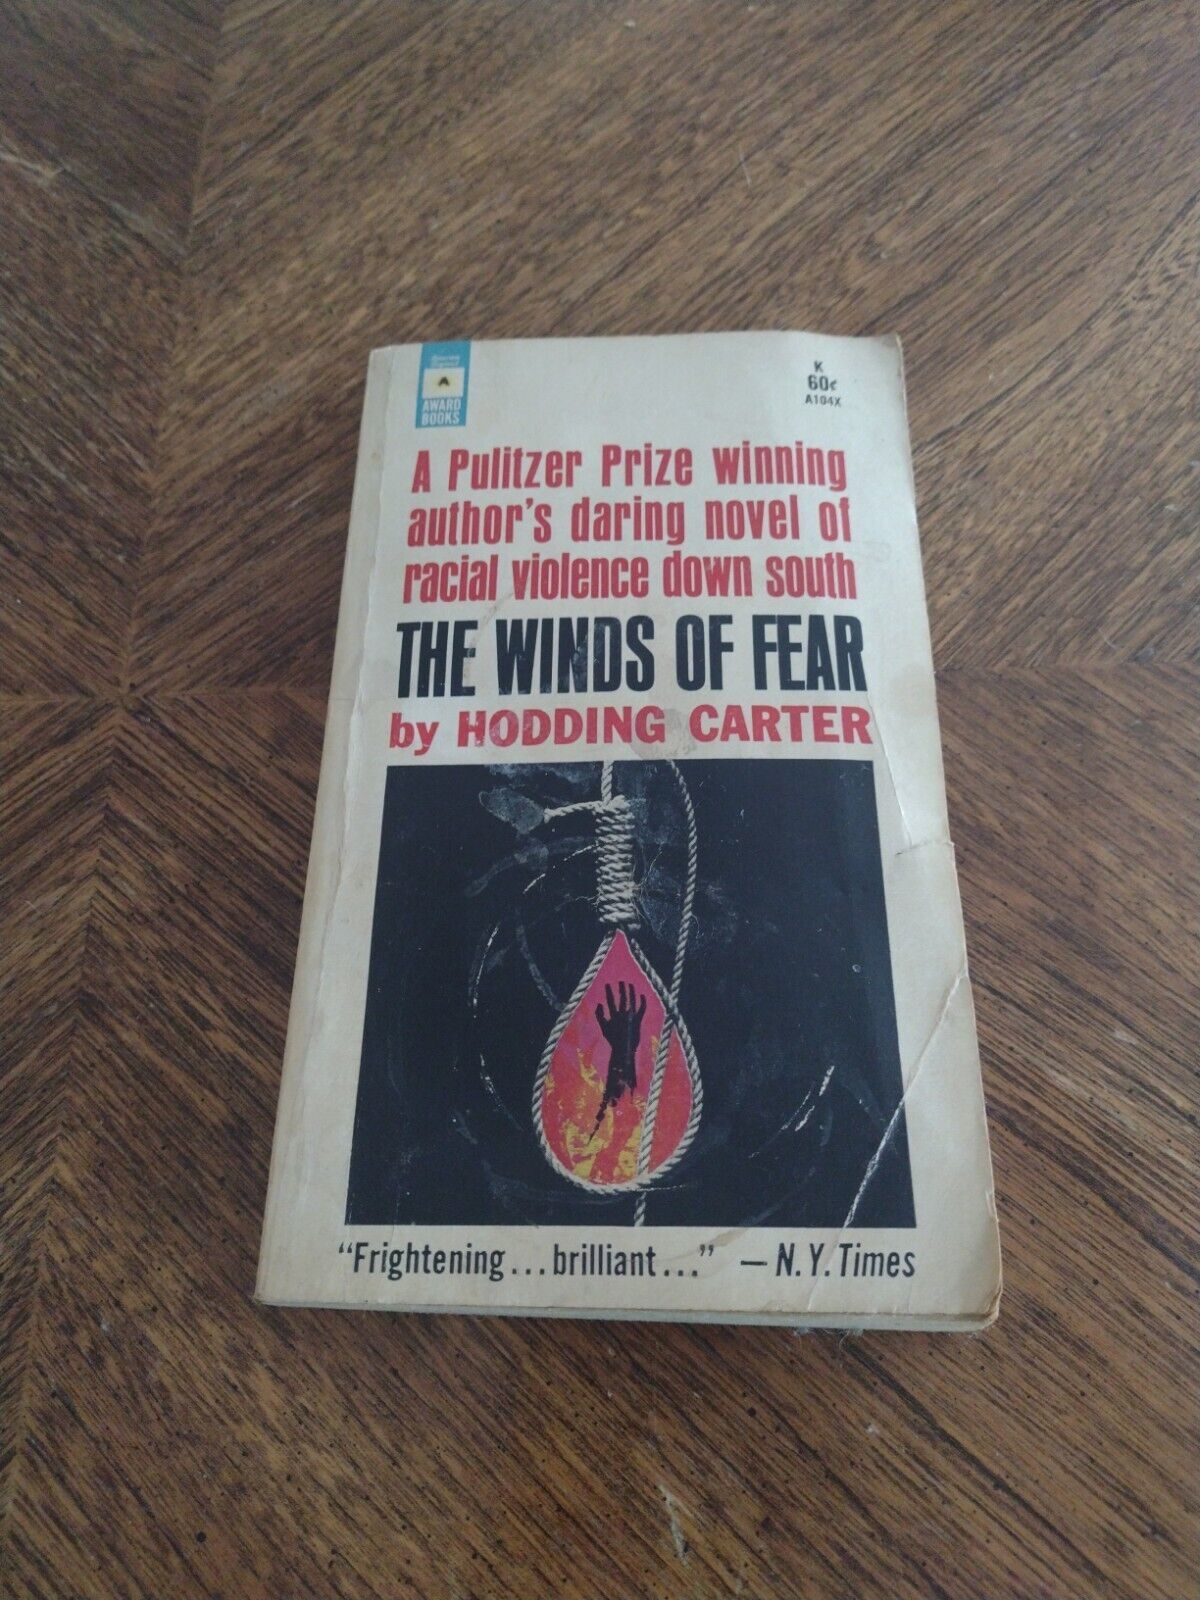 A
AWARD
BOOKS
K
60¢
A104X
A Pulitzer Prize winning
author's daring novel of
racial violence down south
THE WINDS OF FEAR
by HODDING CARTER
"Frightening...brilliant..." — N.Y. Times